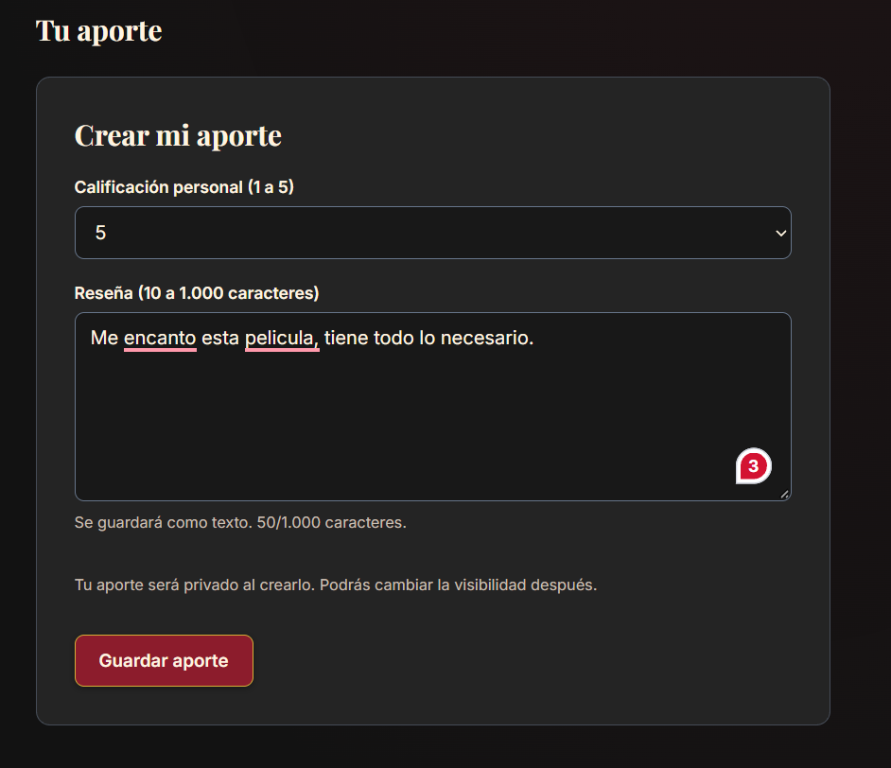 Tu aporte
Crear mi aporte
Calificación personal (1 a 5)
5
Reseña (10 a 1.000 caracteres)
Me encanto esta pelicula, tiene todo lo necesario.
3
Se guardará como texto. 50/1.000 caracteres.
Tu aporte será privado al crearlo. Podrás cambiar la visibilidad después.
Guardar aporte